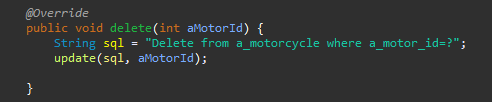 @Override
public void delete(int aMotorId) {
String sql = "Delete from a_motorcycle where a_motor_id=?";
update(sql, aMotorId);
}